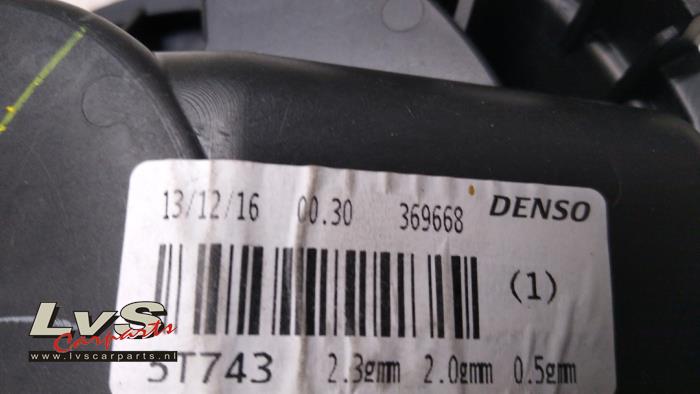 13/12/16 00.30 369668 DENSO
(1)
5T743 2.3gmm 2.0gmm 0.5gmm
LvS
Carparts
www.lvscarparts.nl